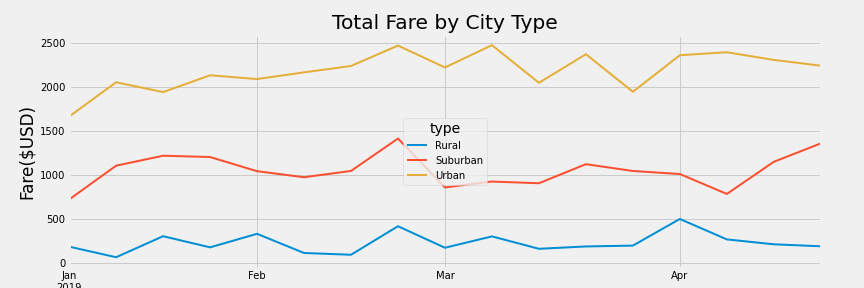 Total Fare by City Type
Fare($USD)
2500
2000
1500
1000
500
0
type
Rural
Suburban
Urban
Jan
2019
Feb
Mar
Apr